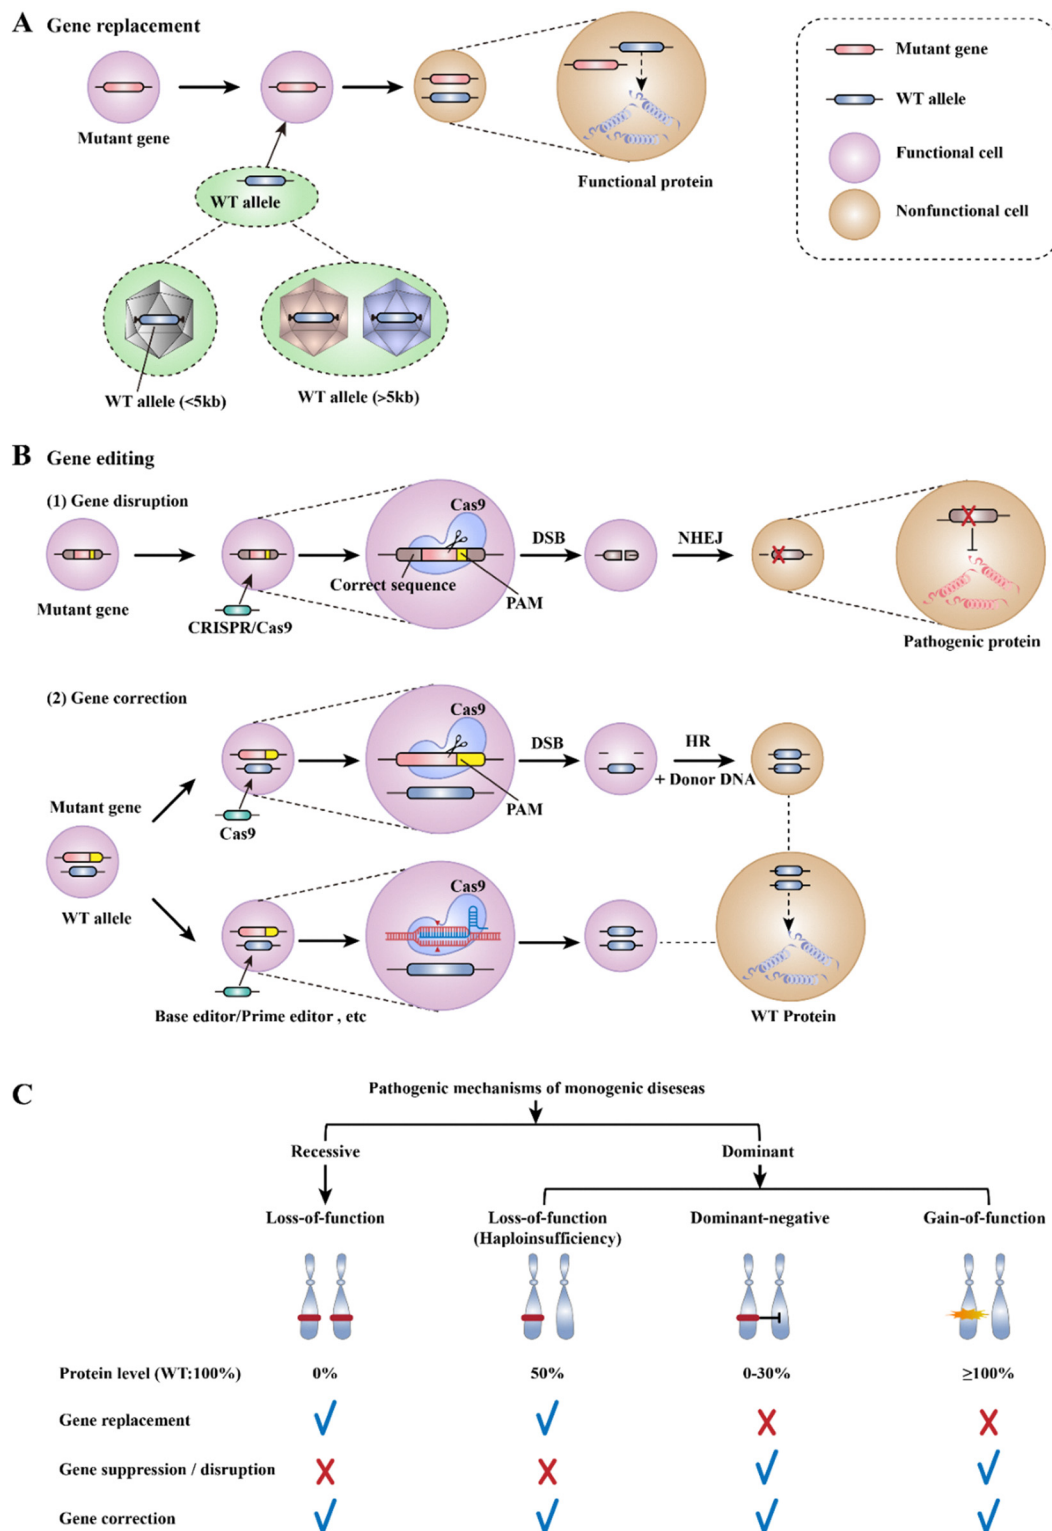 A Gene replacement
Mutant gene
WT allele
WT allele (<5kb)
WT allele (>5kb)
Functional protein
Mutant gene
WT allele
Functional cell
Nonfunctional cell
B Gene editing
(1) Gene disruption
Mutant gene
CRISPR/Cas9
Cas9
Correct sequence
PAM
DSB
NHEJ
Pathogenic protein
(2) Gene correction
Mutant gene
WT allele
Cas9
Cas9
PAM
DSB
HR
+ Donor DNA
Base editor/Prime editor , etc
Cas9
WT Protein
C
Pathogenic mechanisms of monogenic diseseas
Recessive Dominant
Loss-of-function Loss-of-function Dominant-negative Gain-of-function
(Haploinsufficiency)
Protein level (WT:100%) 0% 50% 0-30% ≥100%
Gene replacement
Gene suppression / disruption
Gene correction